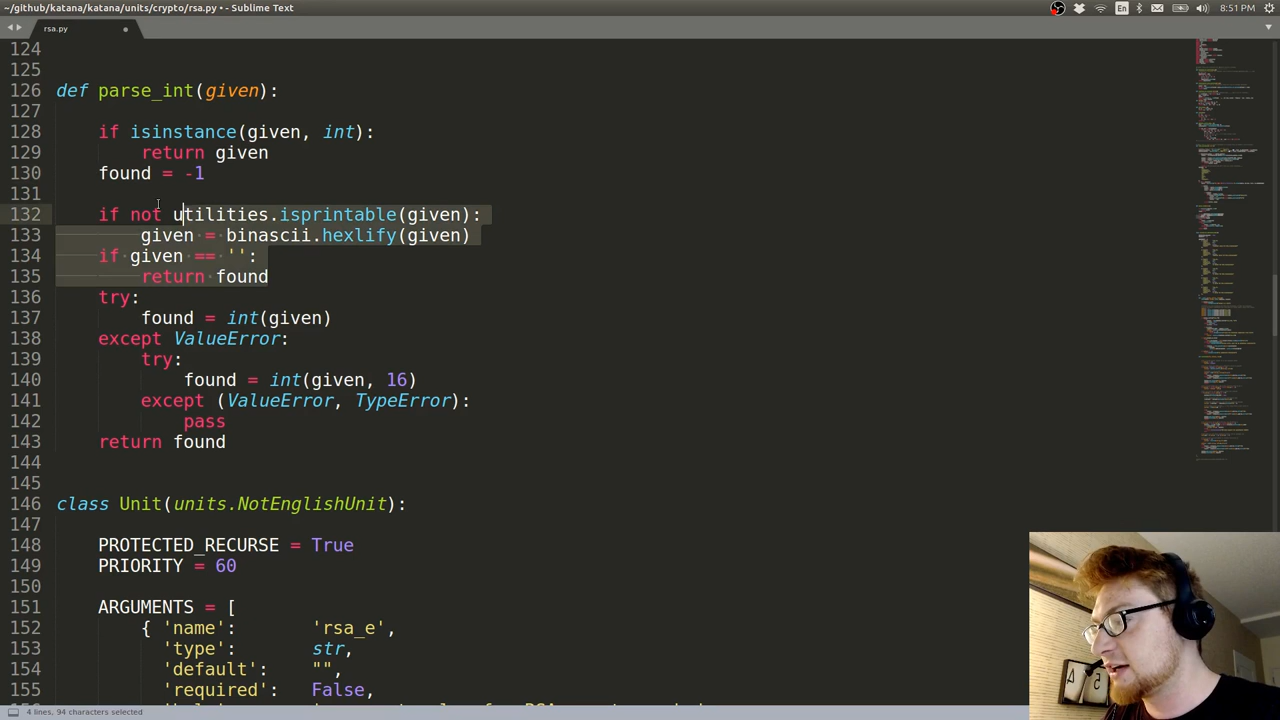 ~/github/katana/katana/units/crypto/rsa.py • - Sublime Text
En
8:51 PM
rsa.py
124
125
126 def parse_int(given):
127
128 if isinstance(given, int):
129 return given
130 found = -1
131
132 if not utilities.isprintable(given):
133 given = binascii.hexlify(given)
134 if given == '':
135 return found
136 try:
137 found = int(given)
138 except ValueError:
139 try:
140 found = int(given, 16)
141 except (ValueError, TypeError):
142 pass
143 return found
144
145
146 class Unit(units.NotEnglishUnit):
147
148 PROTECTED_RECURSE = True
149 PRIORITY = 60
150
151 ARGUMENTS = [
152 { 'name': 'rsa_e',
153 'type': str,
154 'default': "",
155 'required': False,
4 lines, 94 characters selected